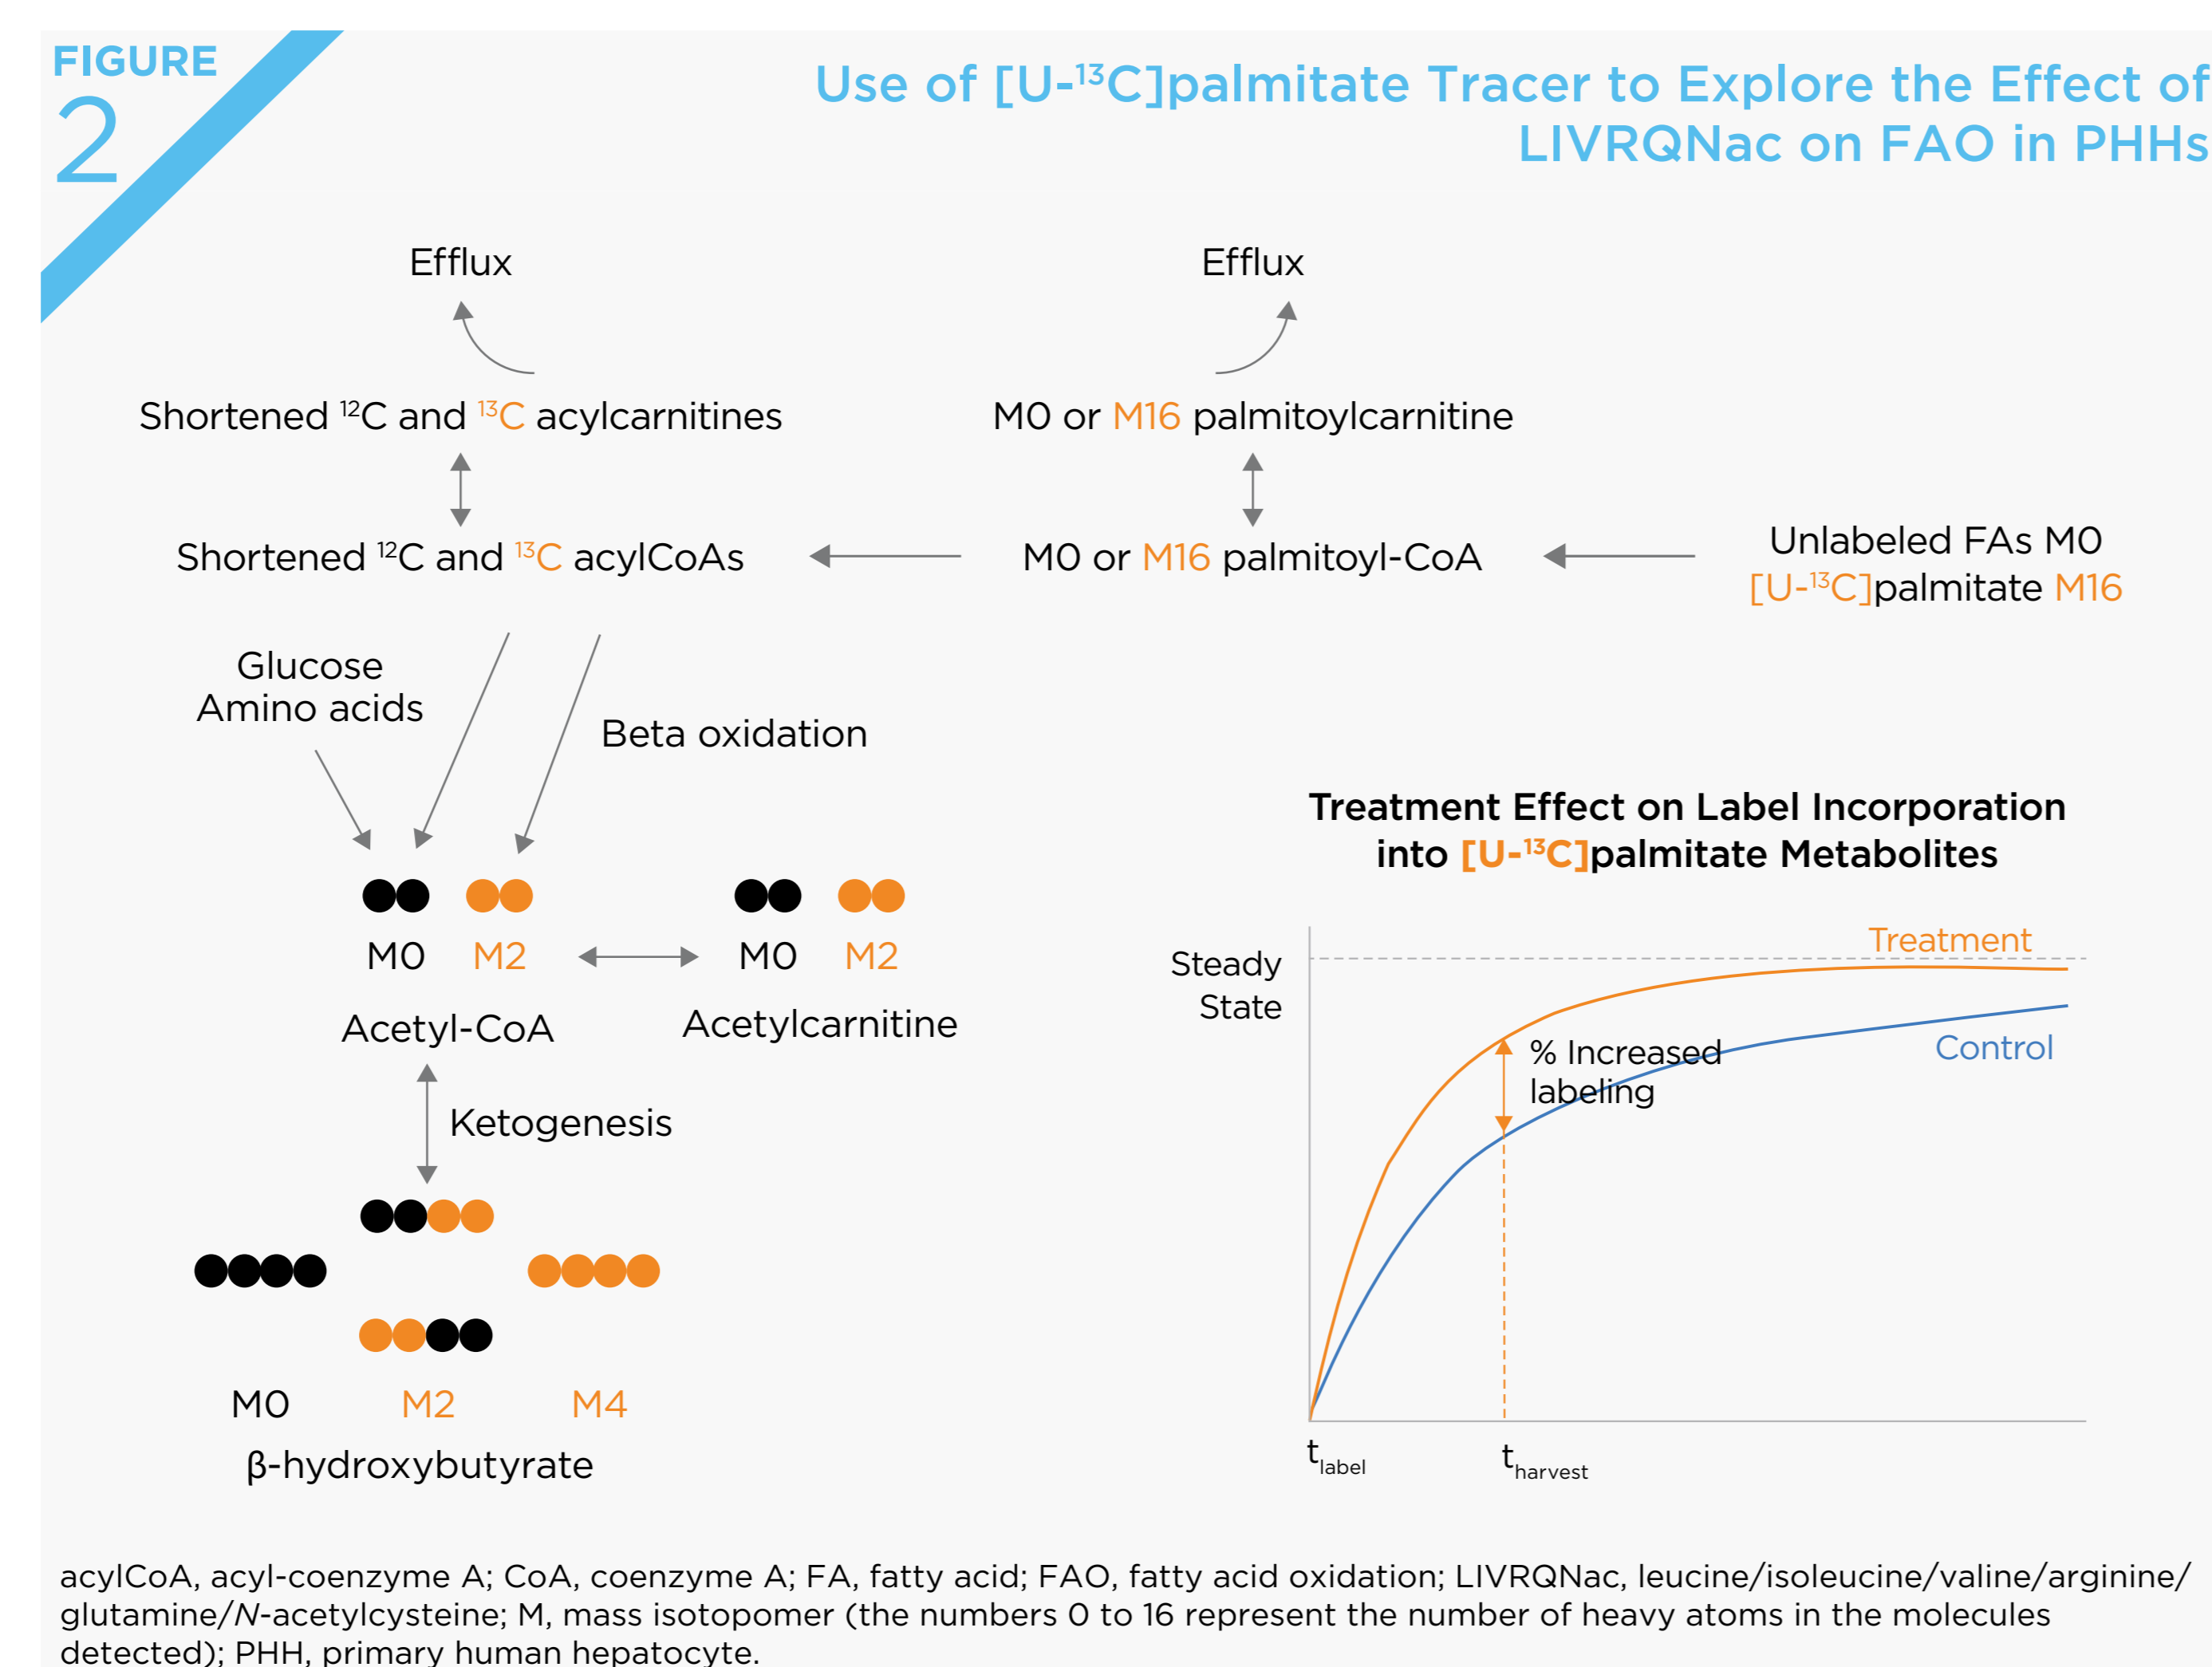 FIGURE
2
Use of [U-¹³C]palmitate Tracer to Explore the Effect of
LIVRQNac on FAO in PHHs
Efflux
Efflux
Shortened ¹²C and ¹³C acylcarnitines
M0 or M16 palmitoylcarnitine
Shortened ¹²C and ¹³C acylCoAs
M0 or M16 palmitoyl-CoA
Unlabeled FAs M0
[U-¹³C]palmitate M16
Glucose
Amino acids
Beta oxidation
M0 M2
M0 M2
Acetyl-CoA
Acetylcarnitine
Ketogenesis
M0 M2 M4
β-hydroxybutyrate
Treatment Effect on Label Incorporation
into [U-¹³C]palmitate Metabolites
Steady
State
Treatment
% Increased
labeling
Control
t_label
t_harvest
acylCoA, acyl-coenzyme A; CoA, coenzyme A; FA, fatty acid; FAO, fatty acid oxidation; LIVRQNac, leucine/isoleucine/valine/arginine/
glutamine/N-acetylcysteine; M, mass isotopomer (the numbers 0 to 16 represent the number of heavy atoms in the molecules
detected); PHH, primary human hepatocyte.